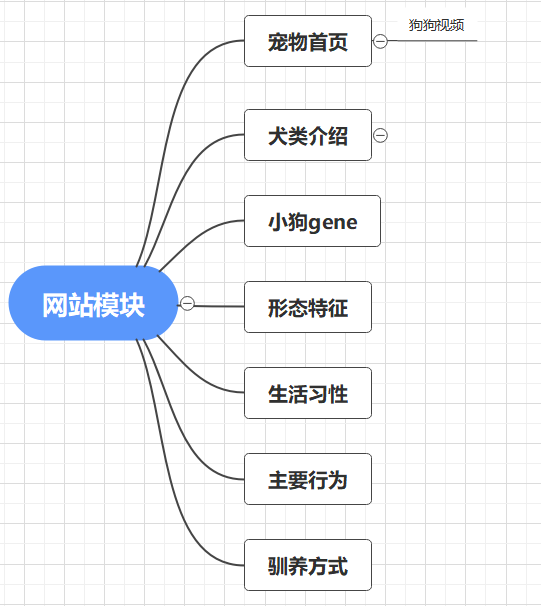 宠物首页
狗狗视频
犬类介绍
小狗gene
网站模块
形态特征
生活习性
主要行为
驯养方式